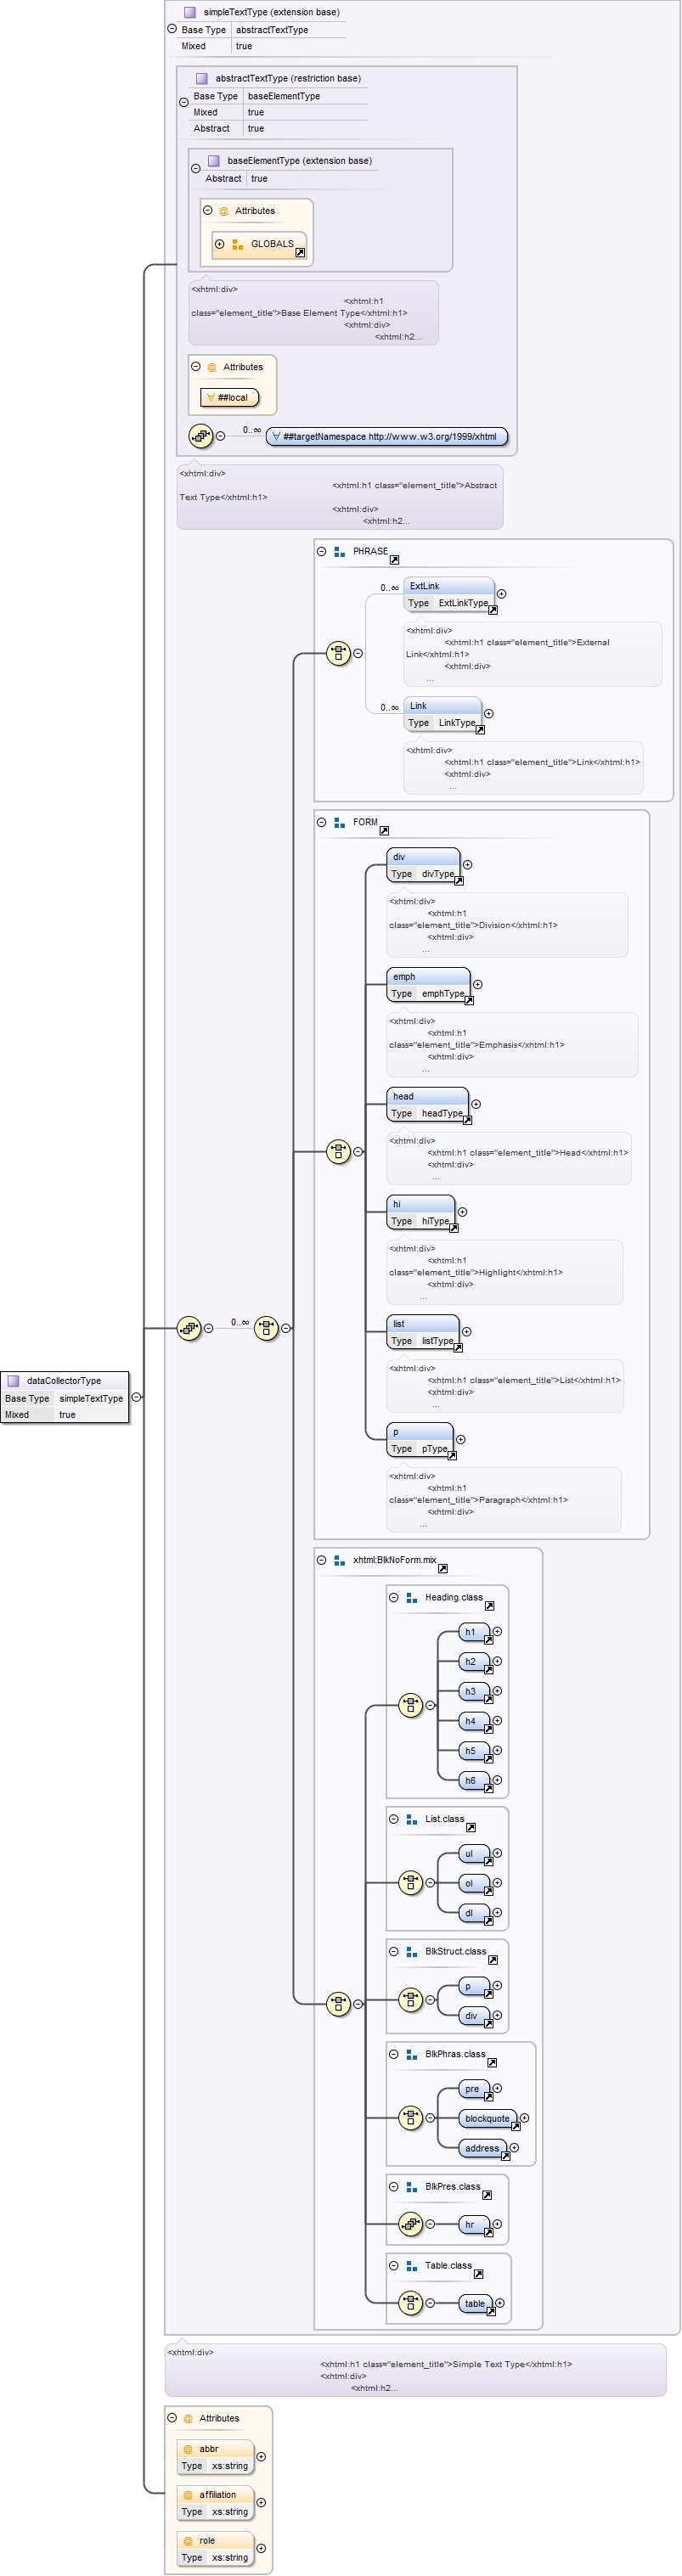 simpleTextType (extension base)
Base Type abstractTextType
Mixed true
abstractTextType (restriction base)
Base Type baseElementType
Mixed true
Abstract true
baseElementType (extension base)
Abstract true
@ Attributes
GLOBALS
<xhtml:div>
<xhtml:h1
class="element_title">Base Element Type</xhtml:h1>
<xhtml:div>
<xhtml:h2...
@ Attributes
∀ ##local
0..∞
∀ ##targetNamespace http://www.w3.org/1999/xhtml
<xhtml:div>
<xhtml:h1 class="element_title">Abstract
Text Type</xhtml:h1>
<xhtml:div>
<xhtml:h2...
PHRASE
0..∞
ExtLink
Type ExtLinkType
<xhtml:div>
<xhtml:h1 class="element_title">External
Link</xhtml:h1>
<xhtml:div>
...
0..∞
Link
Type LinkType
<xhtml:div>
<xhtml:h1 class="element_title">Link</xhtml:h1>
<xhtml:div>
...
FORM
div
Type divType
<xhtml:div>
<xhtml:h1
class="element_title">Division</xhtml:h1>
<xhtml:div>
...
emph
Type emphType
<xhtml:div>
<xhtml:h1
class="element_title">Emphasis</xhtml:h1>
<xhtml:div>
...
head
Type headType
<xhtml:div>
<xhtml:h1 class="element_title">Head</xhtml:h1>
<xhtml:div>
...
hi
Type hiType
<xhtml:div>
<xhtml:h1
class="element_title">Highlight</xhtml:h1>
<xhtml:div>
...
0..∞
list
Type listType
<xhtml:div>
<xhtml:h1 class="element_title">List</xhtml:h1>
<xhtml:div>
...
dataCollectorType
Base Type simpleTextType
Mixed true
p
Type pType
<xhtml:div>
<xhtml:h1
class="element_title">Paragraph</xhtml:h1>
<xhtml:div>
...
xhtml:BlkNoForm.mix
Heading.class
h1
h2
h3
h4
h5
h6
List.class
ul
ol
dl
BlkStruct.class
p
div
BlkPhras.class
pre
blockquote
address
BlkPres.class
hr
Table.class
table
<xhtml:div>
<xhtml:h1 class="element_title">Simple Text Type</xhtml:h1>
<xhtml:div>
<xhtml:h2...
@ Attributes
@ abbr
Type xs:string
@ affiliation
Type xs:string
@ role
Type xs:string